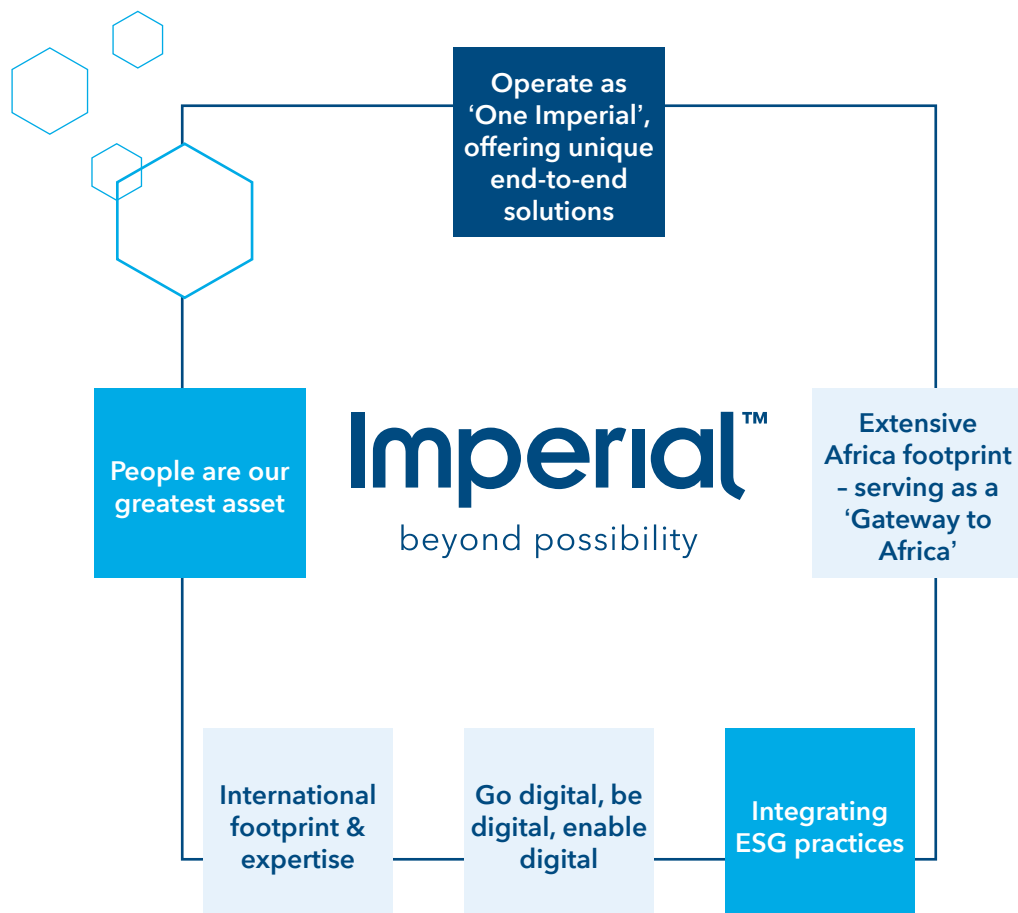 Operate as
‘One Imperial’,
offering unique
end-to-end
solutions
People are our
greatest asset
Imperial™
beyond possibility
Extensive
Africa footprint
– serving as a
‘Gateway to
Africa’
International
footprint &
expertise
Go digital, be
digital, enable
digital
Integrating
ESG practices